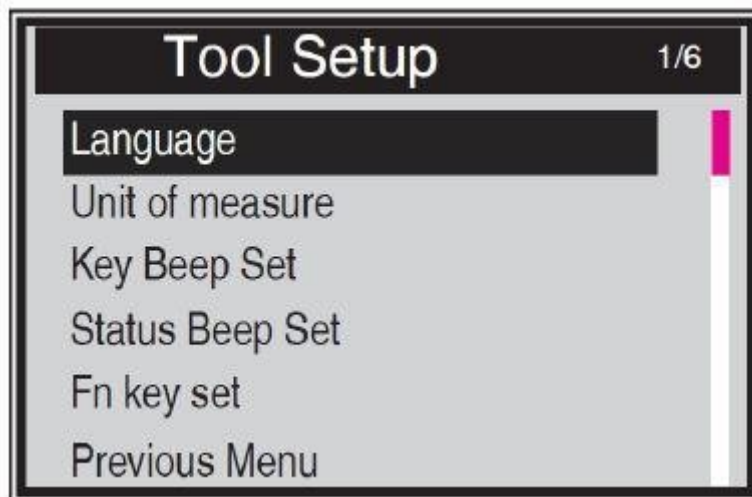 Tool Setup 1/6
Language
Unit of measure
Key Beep Set
Status Beep Set
Fn key set
Previous Menu